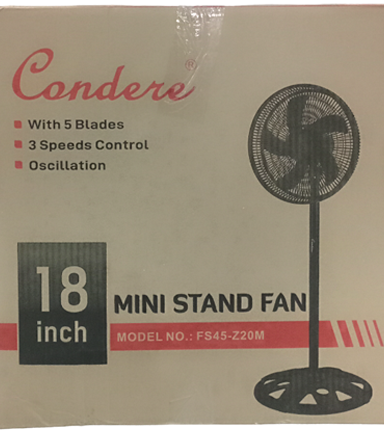 Condere®
With 5 Blades
3 Speeds Control
Oscillation
18
inch
MINI STAND FAN
MODEL NO.: FS45-Z20M